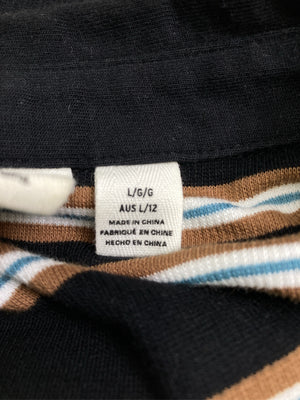 L/G/G
AUS L/12
MADE IN CHINA
FABRIQUÉ EN CHINE
HECHO EN CHINA